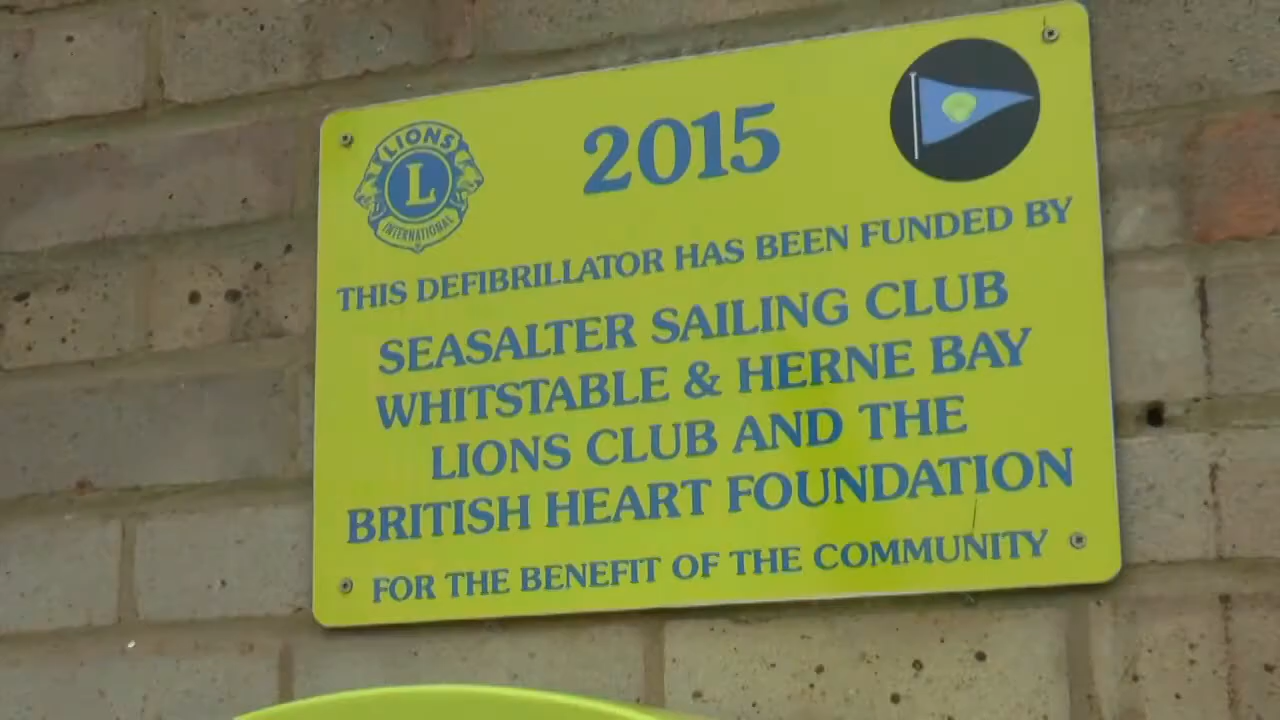 LIONS
L
INTERNATIONAL
2015
THIS DEFIBRILLATOR HAS BEEN FUNDED BY
SEASALTER SAILING CLUB
WHITSTABLE & HERNE BAY
LIONS CLUB AND THE
BRITISH HEART FOUNDATION
FOR THE BENEFIT OF THE COMMUNITY